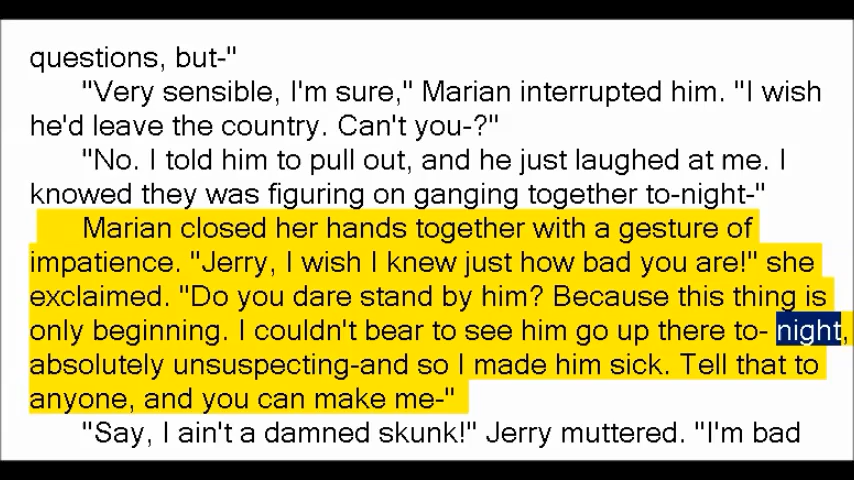 questions, but-"
"Very sensible, I'm sure," Marian interrupted him. "I wish
he'd leave the country. Can't you-?"
"No. I told him to pull out, and he just laughed at me. I
knowed they was figuring on ganging together to-night-"
Marian closed her hands together with a gesture of
impatience. "Jerry, I wish I knew just how bad you are!" she
exclaimed. "Do you dare stand by him? Because this thing is
only beginning. I couldn't bear to see him go up there to- night,
absolutely unsuspecting-and so I made him sick. Tell that to
anyone, and you can make me-"
"Say, I ain't a damned skunk!" Jerry muttered. "I'm bad